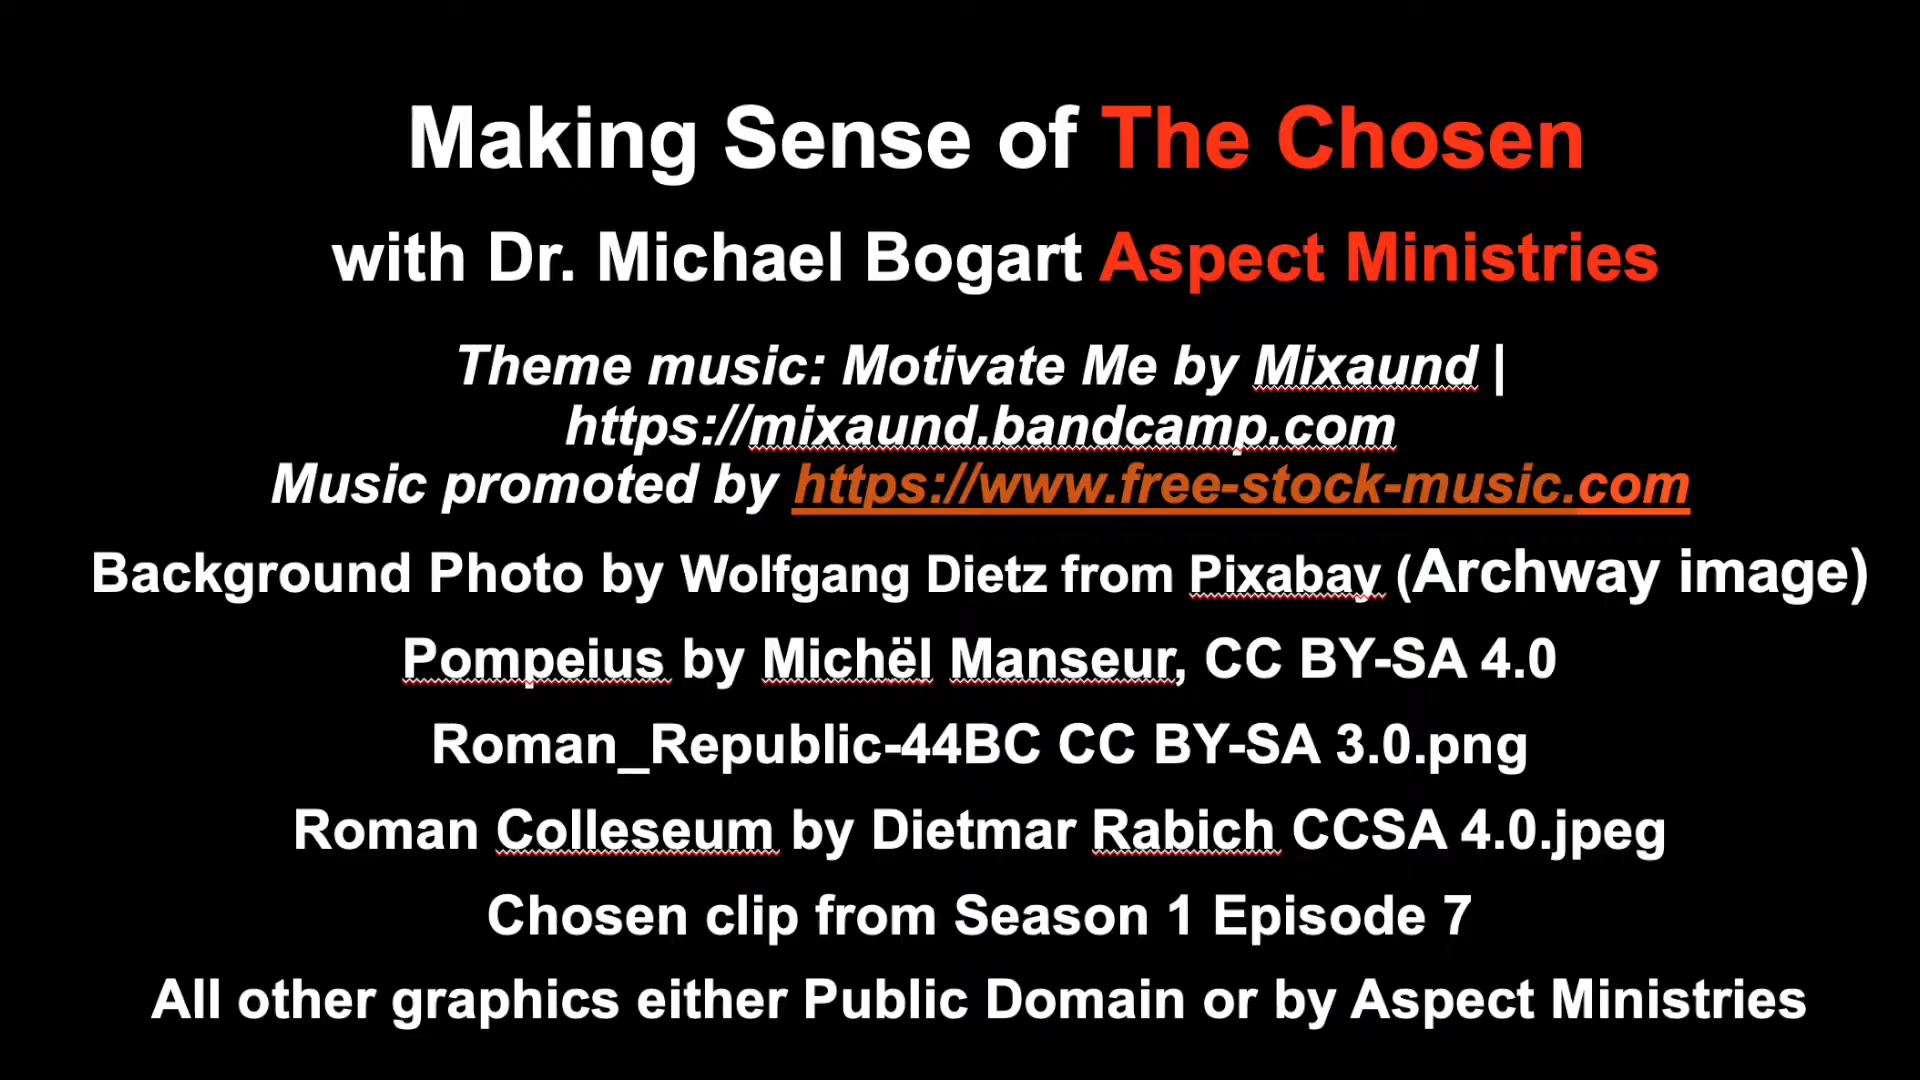 Making Sense of The Chosen
with Dr. Michael Bogart Aspect Ministries
Theme music: Motivate Me by Mixaund |
https://mixaund.bandcamp.com
Music promoted by https://www.free-stock-music.com
Background Photo by Wolfgang Dietz from Pixabay (Archway image)
Pompeius by Michël Manseur, CC BY-SA 4.0
Roman_Republic-44BC CC BY-SA 3.0.png
Roman Colleseum by Dietmar Rabich CCSA 4.0.jpeg
Chosen clip from Season 1 Episode 7
All other graphics either Public Domain or by Aspect Ministries